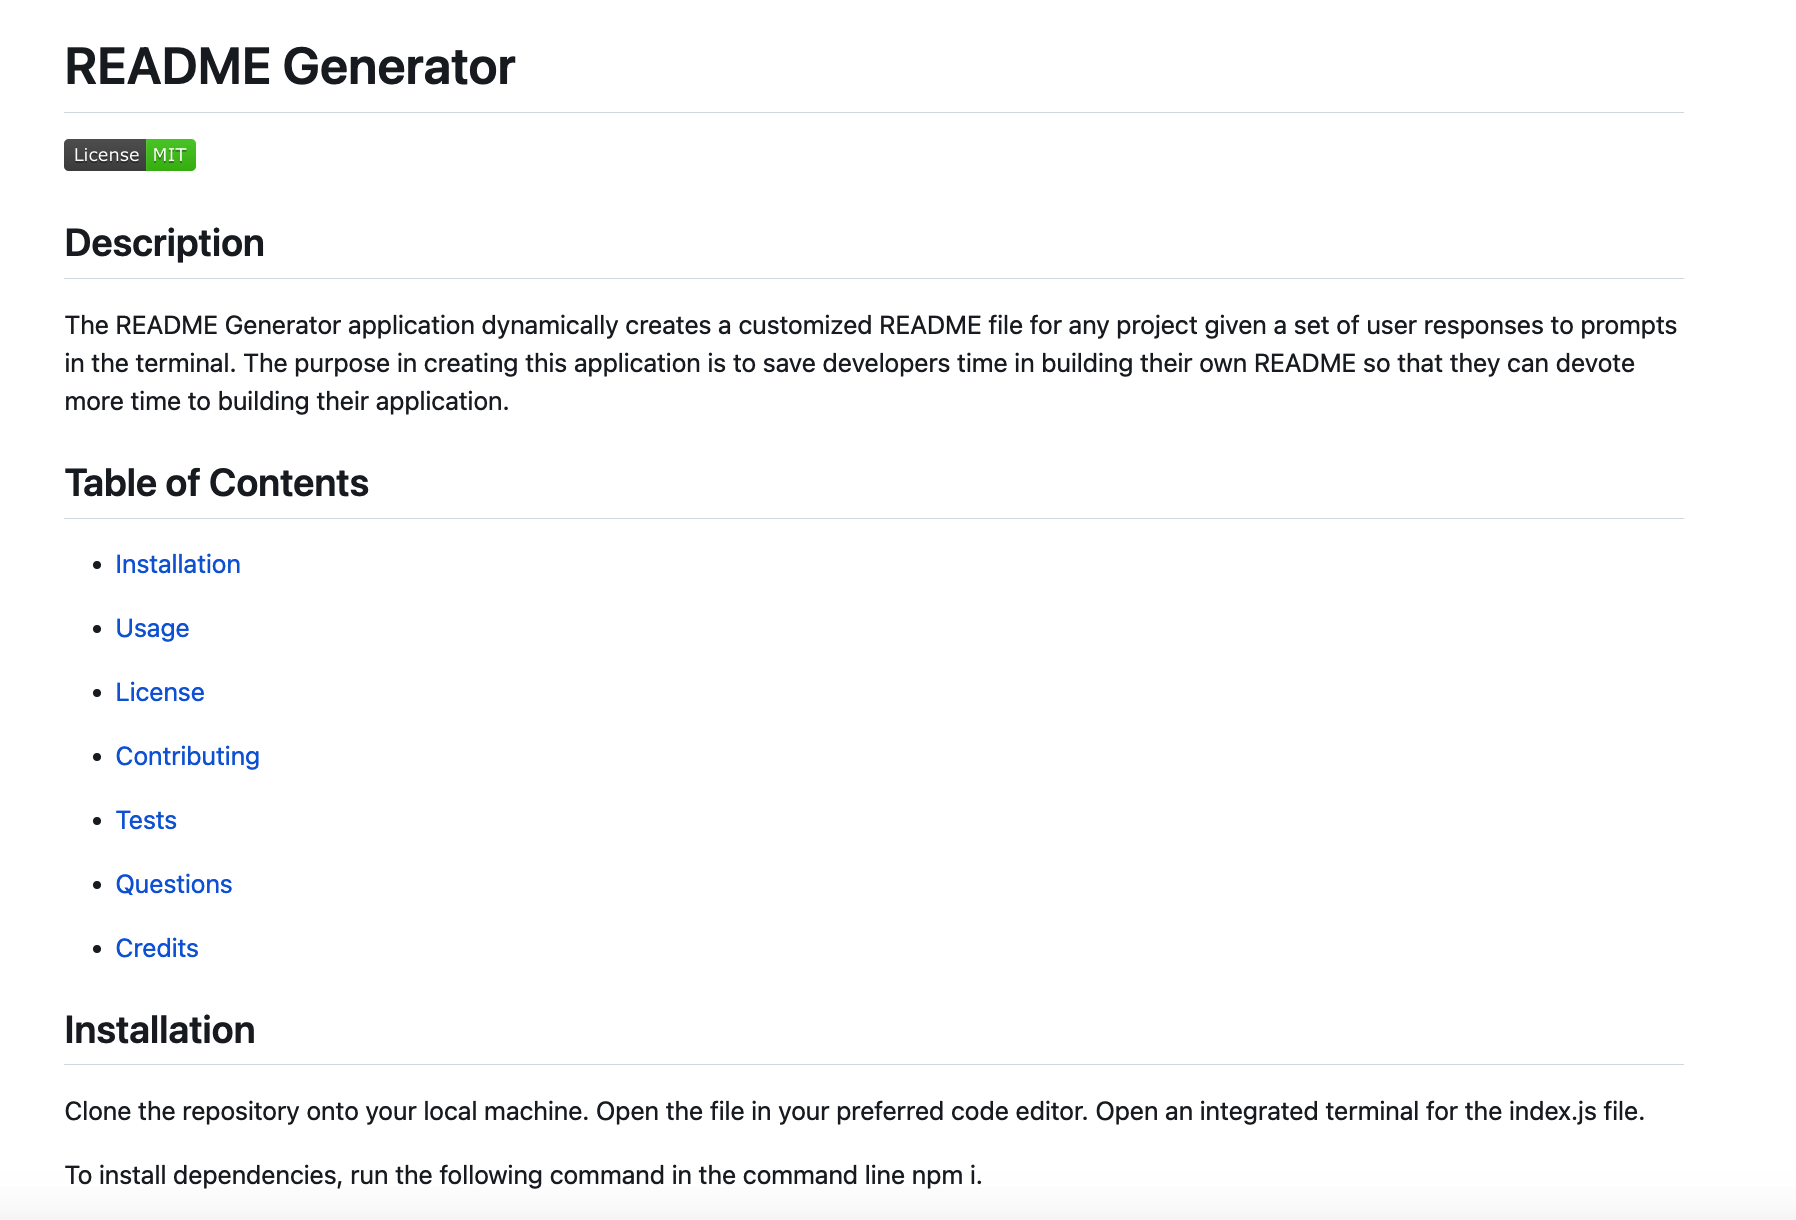 README Generator
License MIT
Description
The README Generator application dynamically creates a customized README file for any project given a set of user responses to prompts
in the terminal. The purpose in creating this application is to save developers time in building their own README so that they can devote
more time to building their application.
Table of Contents
Installation
Usage
License
Contributing
Tests
Questions
Credits
Installation
Clone the repository onto your local machine. Open the file in your preferred code editor. Open an integrated terminal for the index.js file.
To install dependencies, run the following command in the command line npm i.